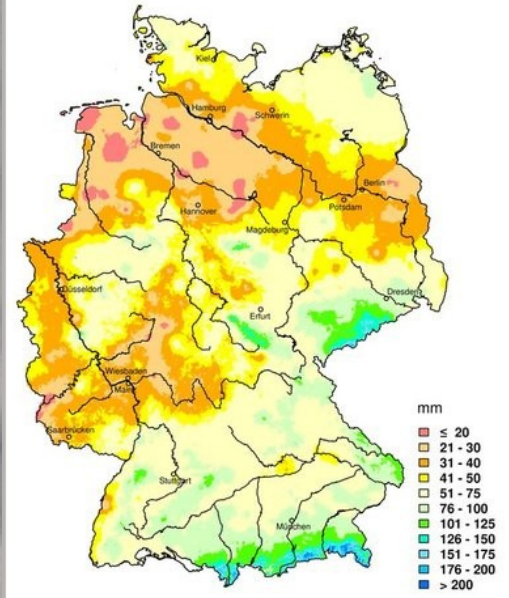 Kiel
Hamburg
Schwerin
Bremen
Berlin
Hannover
Potsdam
Magdeburg
Düsseldorf
Dresden
Erfurt
Wiesbaden
Mainz
Saarbrücken
Stuttgart
München
mm
≤ 20
21 - 30
31 - 40
41 - 50
51 - 75
76 - 100
101 - 125
126 - 150
151 - 175
176 - 200
> 200